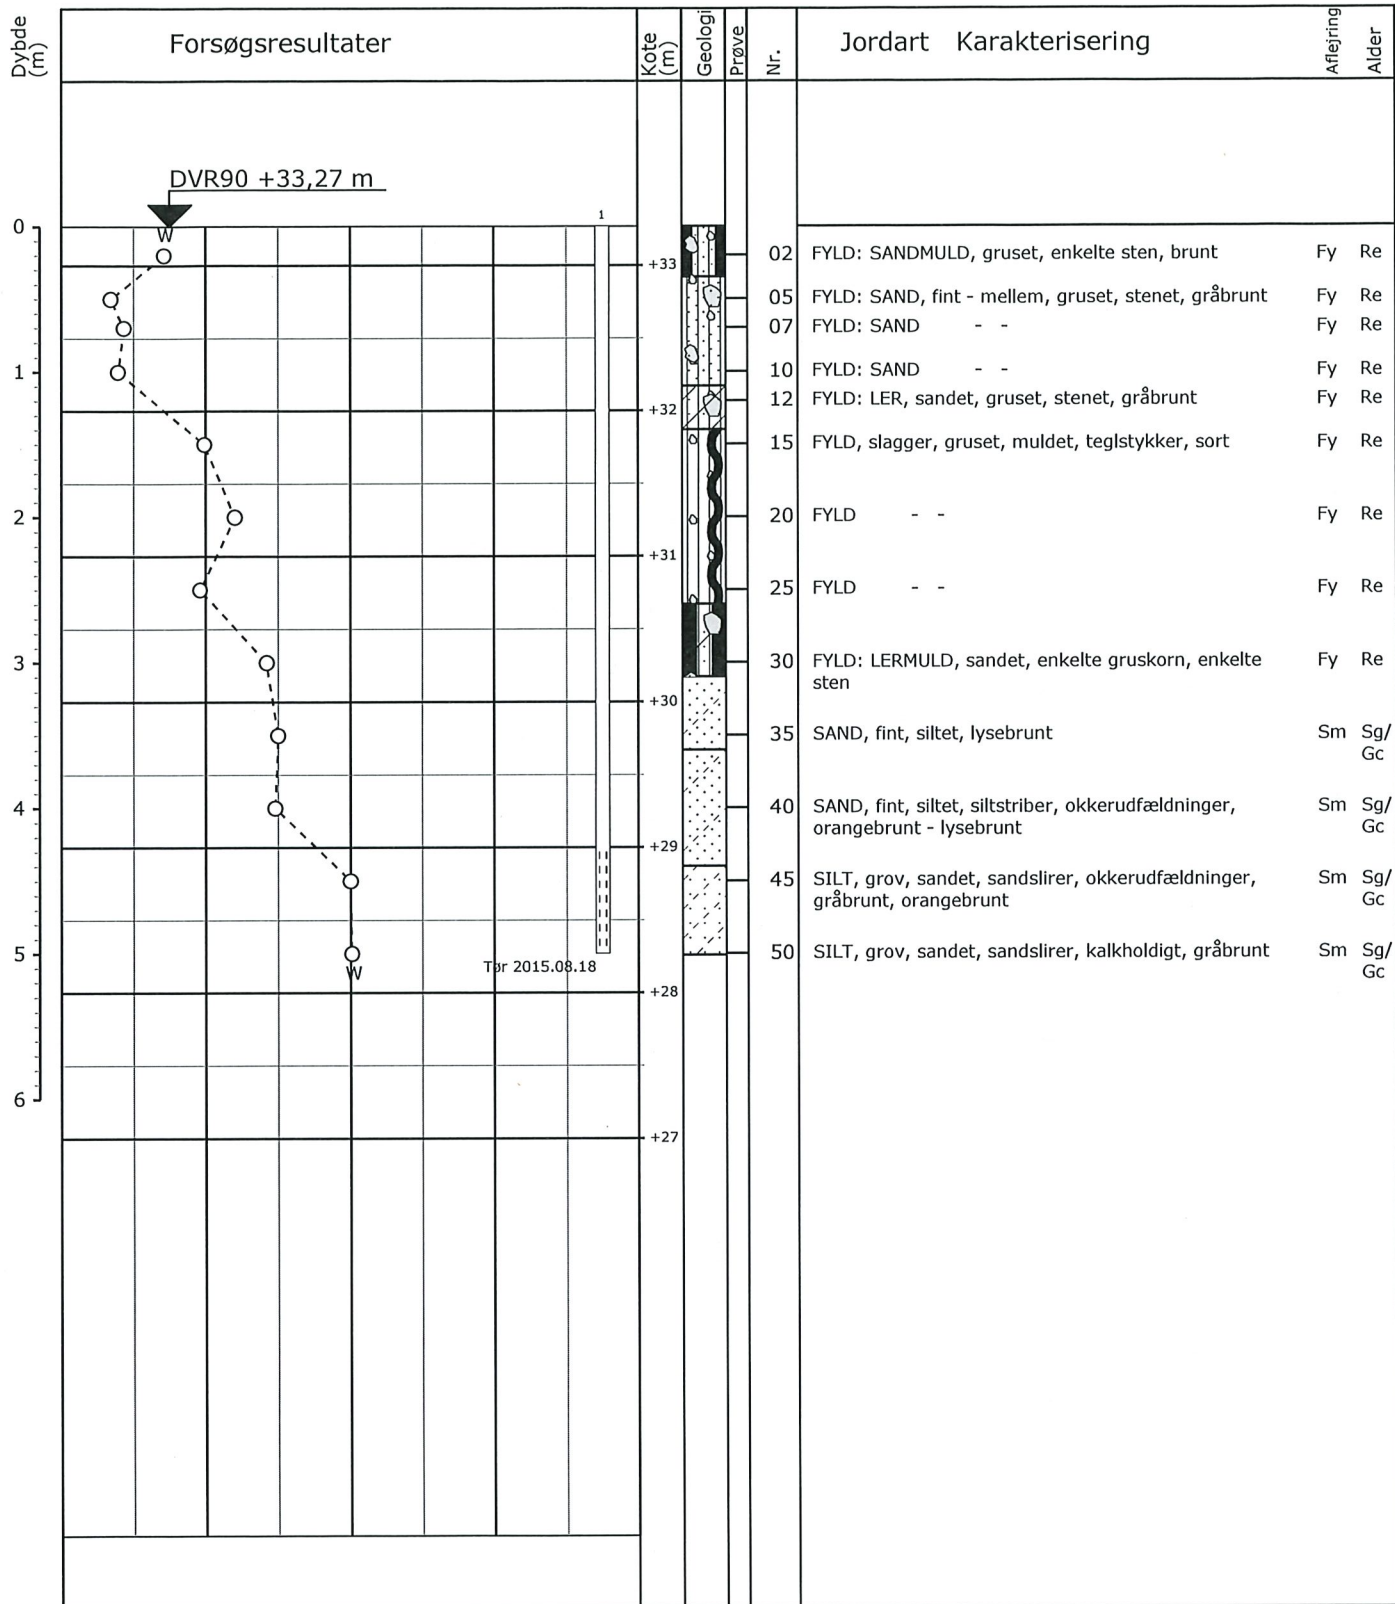 Dybde (m)
Forsøgsresultater
Kote (m)
Geologi
Prøve
Nr.
Jordart Karakterisering
Aflejring
Alder
DVR90 +33,27 m
1
0
W
+33
02 FYLD: SANDMULD, gruset, enkelte sten, brunt Fy Re
05 FYLD: SAND, fint - mellem, gruset, stenet, gråbrunt Fy Re
07 FYLD: SAND - - Fy Re
1
10 FYLD: SAND - - Fy Re
12 FYLD: LER, sandet, gruset, stenet, gråbrunt Fy Re
+32
15 FYLD, slagger, gruset, muldet, teglstykker, sort Fy Re
2
20 FYLD - - Fy Re
+31
25 FYLD - - Fy Re
3
30 FYLD: LERMULD, sandet, enkelte gruskorn, enkelte Fy Re
sten
+30
35 SAND, fint, siltet, lysebrunt Sm Sg/
Gc
4
40 SAND, fint, siltet, siltstriber, okkerudfældninger, Sm Sg/
orangebrunt - lysebrunt Gc
+29
45 SILT, grov, sandet, sandslirer, okkerudfældninger, Sm Sg/
gråbrunt, orangebrunt Gc
5
50 SILT, grov, sandet, sandslirer, kalkholdigt, gråbrunt Sm Sg/
Gc
W
Tør 2015.08.18
+28
6
+27